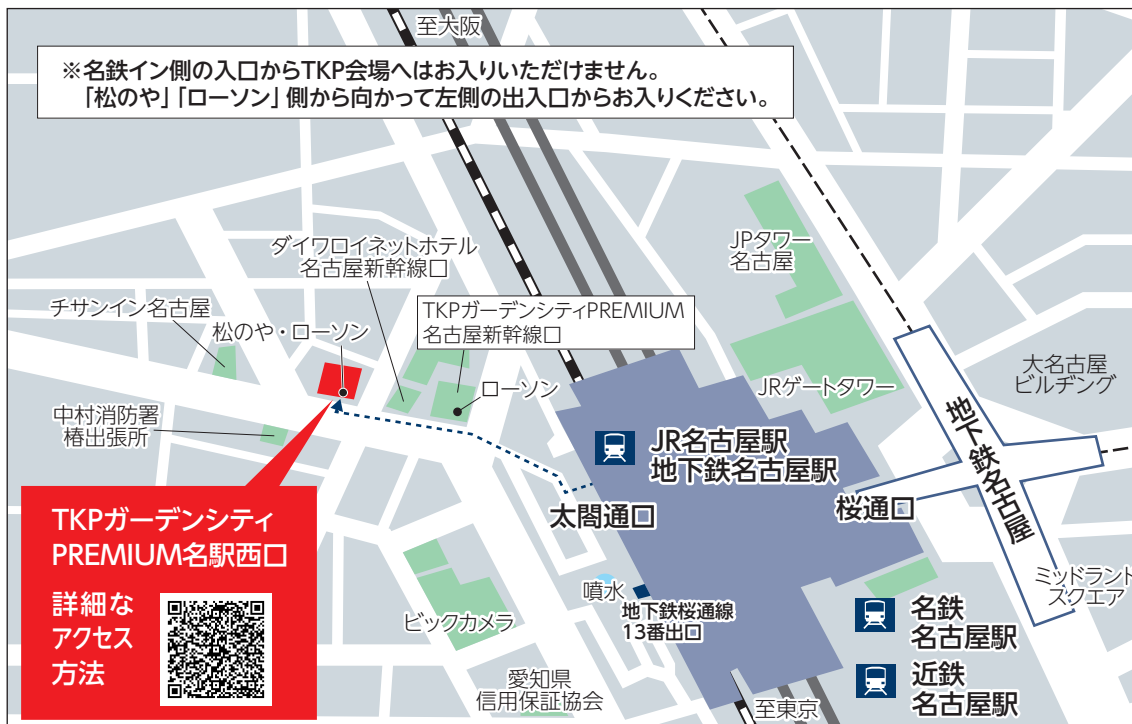 至大阪
※名鉄イン側の入口からTKP会場へはお入りいただけません。
「松のや」「ローソン」側から向かって左側の出入口からお入りください。
ダイワロイネットホテル
名古屋新幹線口
JPタワー
名古屋
チサンイン名古屋
松のや・ローソン
TKPガーデンシティPREMIUM
名古屋新幹線口
ローソン
JRゲートタワー
大名古屋
ビルヂング
中村消防署
椿出張所
JR名古屋駅
地下鉄名古屋駅
地下鉄名古屋
太閤通口
桜通口
TKPガーデンシティ
PREMIUM名駅西口
詳細な
アクセス
方法
噴水
地下鉄桜通線
13番出口
ミッドランド
スクエア
ビックカメラ
名鉄
名古屋駅
近鉄
名古屋駅
愛知県
信用保証協会
至東京